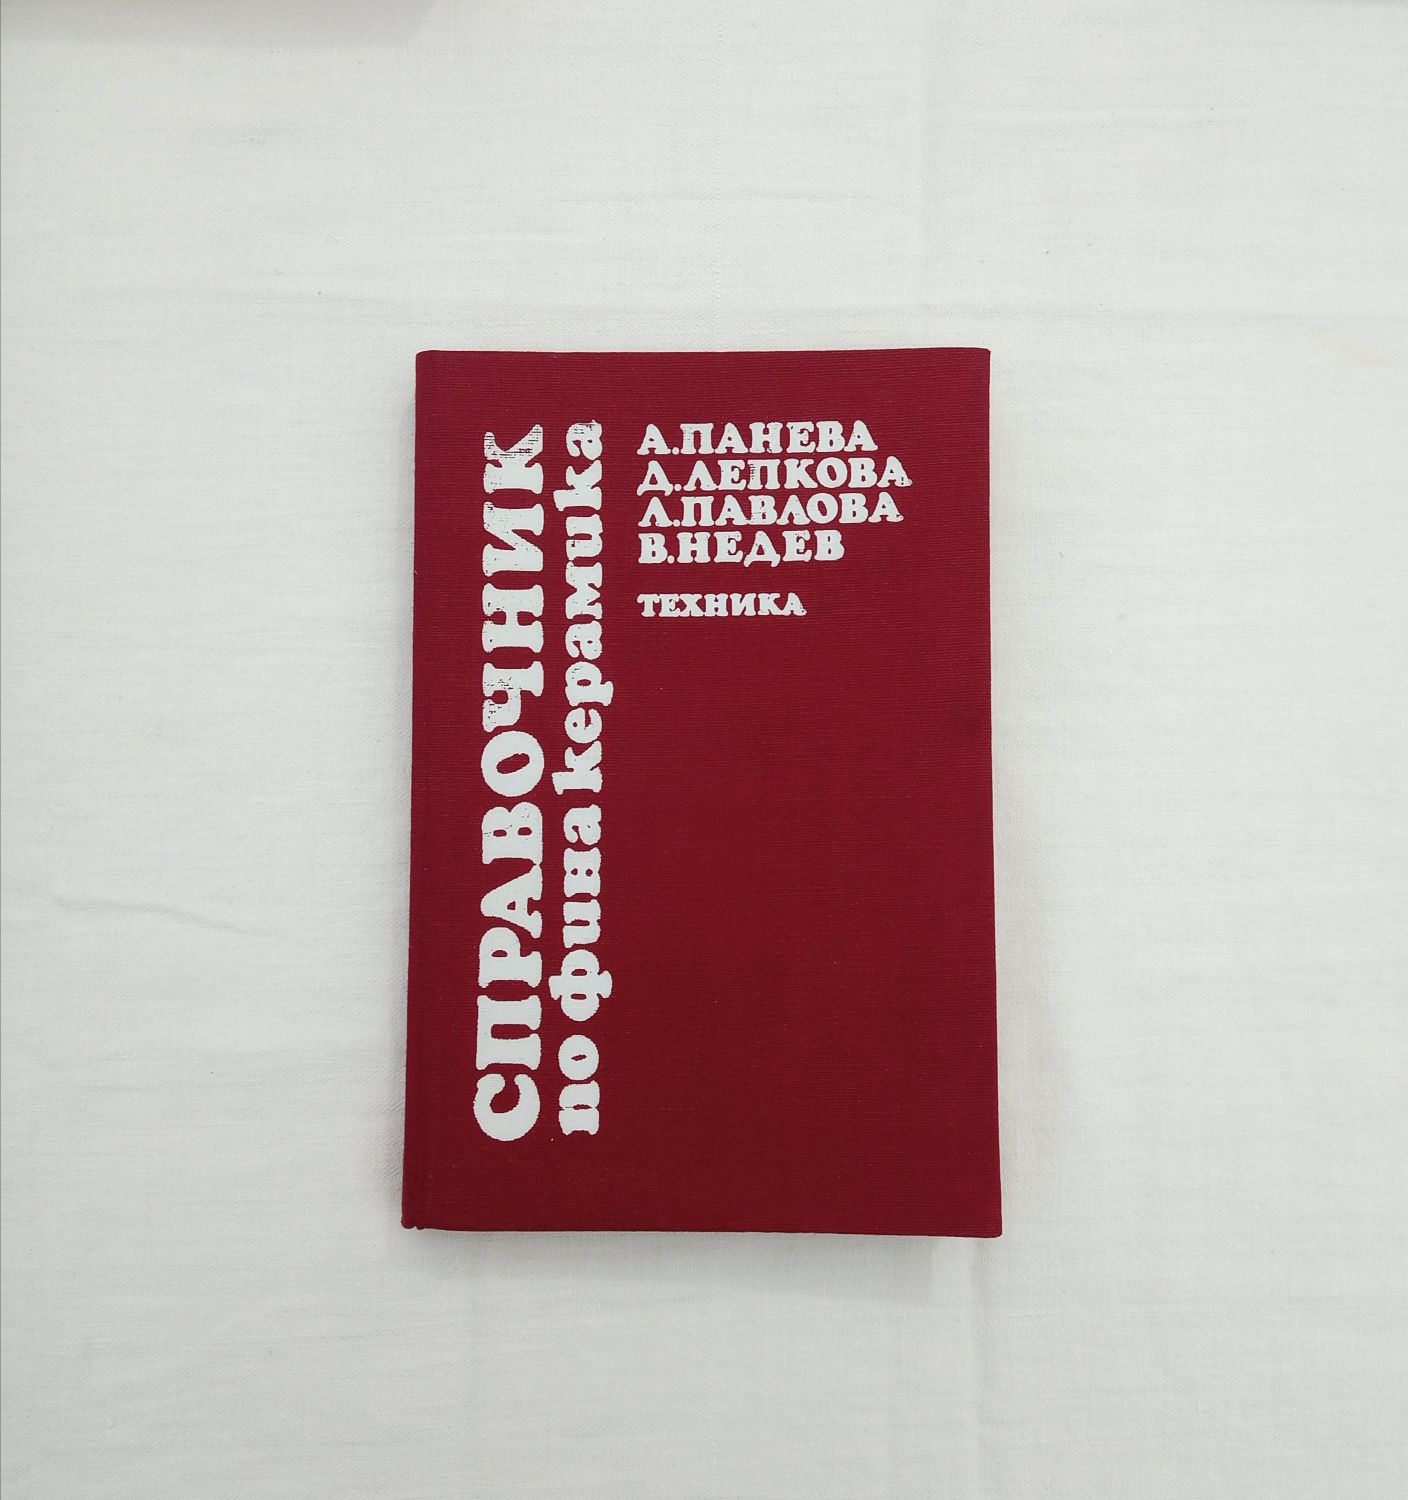 СПРАВОЧНИК
по фина керамика
А.ПАНЕВА
Д.ЛЕПКОВА
Л.ПАВЛОВА
В.НЕДЕВ
ТЕХНИКА